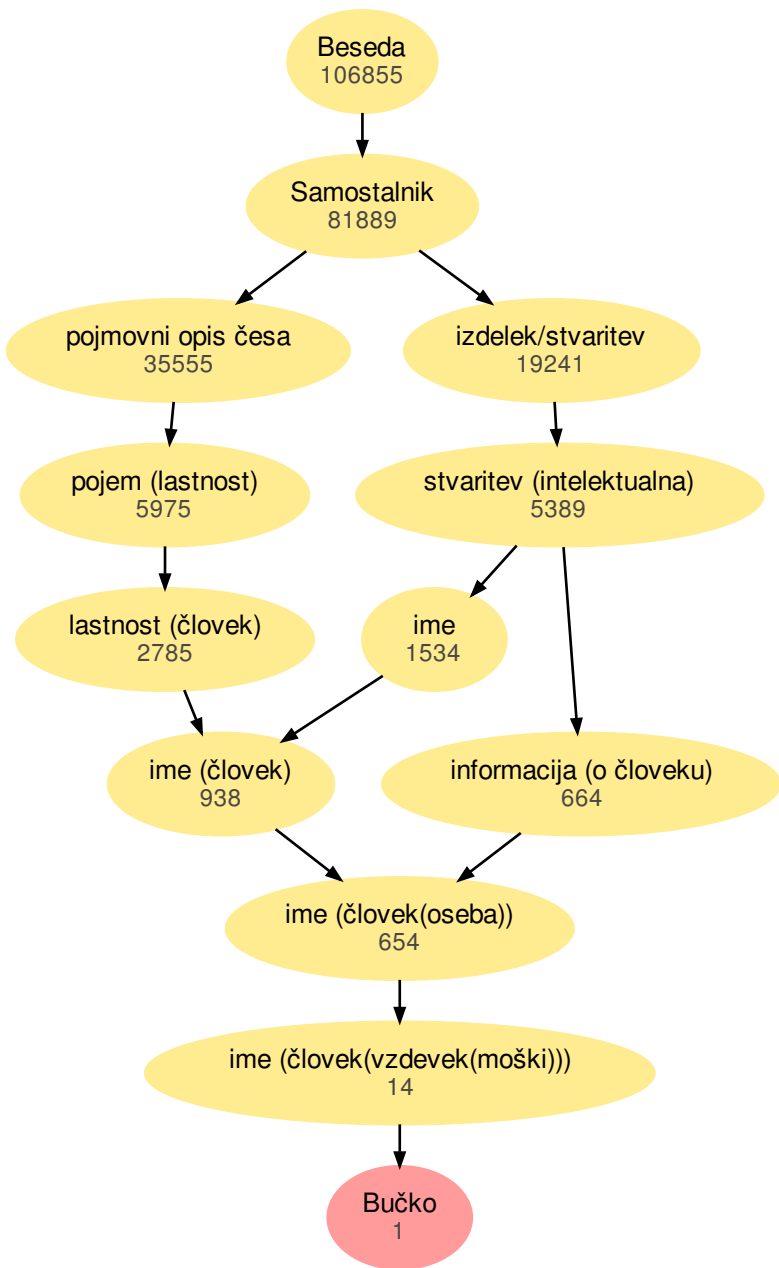 Beseda
106855
Samostalnik
81889
pojmovni opis česa
35555
izdelek/stvaritev
19241
pojem (lastnost)
5975
stvaritev (intelektualna)
5389
lastnost (človek)
2785
ime
1534
ime (človek)
938
informacija (o človeku)
664
ime (človek(oseba))
654
ime (človek(vzdevek(moški)))
14
Bučko
1